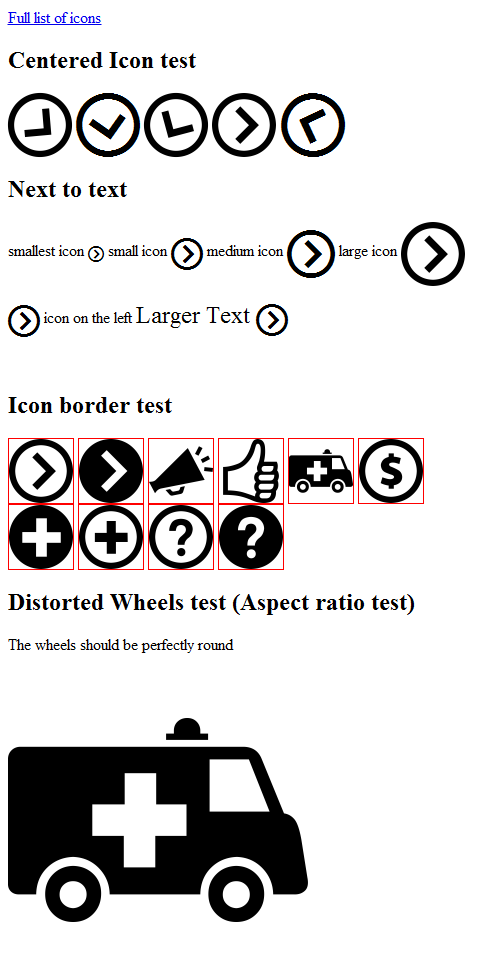 Full list of icons
Centered Icon test
Next to text
smallest icon small icon medium icon large icon
icon on the left Larger Text
Icon border test
$
? ?
Distorted Wheels test (Aspect ratio test)
The wheels should be perfectly round